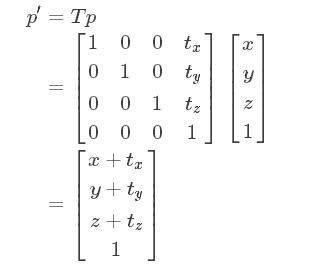 p′ = Tp
= [1 0 0 t_x; 0 1 0 t_y; 0 0 1 t_z; 0 0 0 1] [x; y; z; 1]
= [x + t_x; y + t_y; z + t_z; 1]